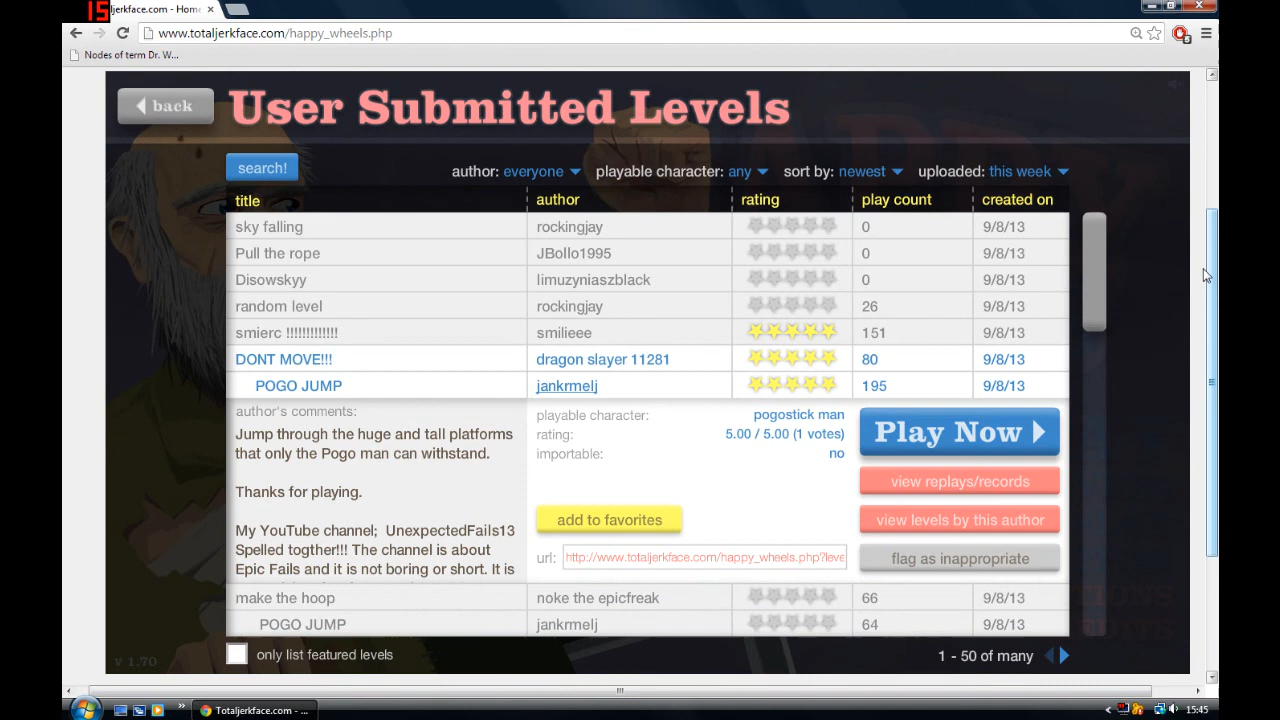 15
ljerkface.com - Hom
www.totaljerkface.com/happy_wheels.php
Nodes of term Dr. W...
back
User Submitted Levels
search!
author: everyone playable character: any sort by: newest uploaded: this week
title author rating play count created on
sky falling rockingjay 0 9/8/13
Pull the rope JBollo1995 0 9/8/13
Disowskyy limuzyniaszblack 0 9/8/13
random level rockingjay 26 9/8/13
smierc !!!!!!!!!!!!! smilieee 151 9/8/13
DONT MOVE!!! dragon slayer 11281 80 9/8/13
POGO JUMP jankrmelj 195 9/8/13
author's comments:
Jump through the huge and tall platforms
that only the Pogo man can withstand.
Thanks for playing.
My YouTube channel; UnexpectedFails13
Spelled togther!!! The channel is about
Epic Fails and it is not boring or short. It is
playable character: pogostick man
rating: 5.00 / 5.00 (1 votes)
importable: no
add to favorites
url: http://www.totaljerkface.com/happy_wheels.php?leve
Play Now
view replays/records
view levels by this author
flag as inappropriate
make the hoop noke the epicfreak 66 9/8/13
POGO JUMP jankrmelj 64 9/8/13
only list featured levels
1 - 50 of many
v 1.70
Totaljerkface.com - ...
15:45